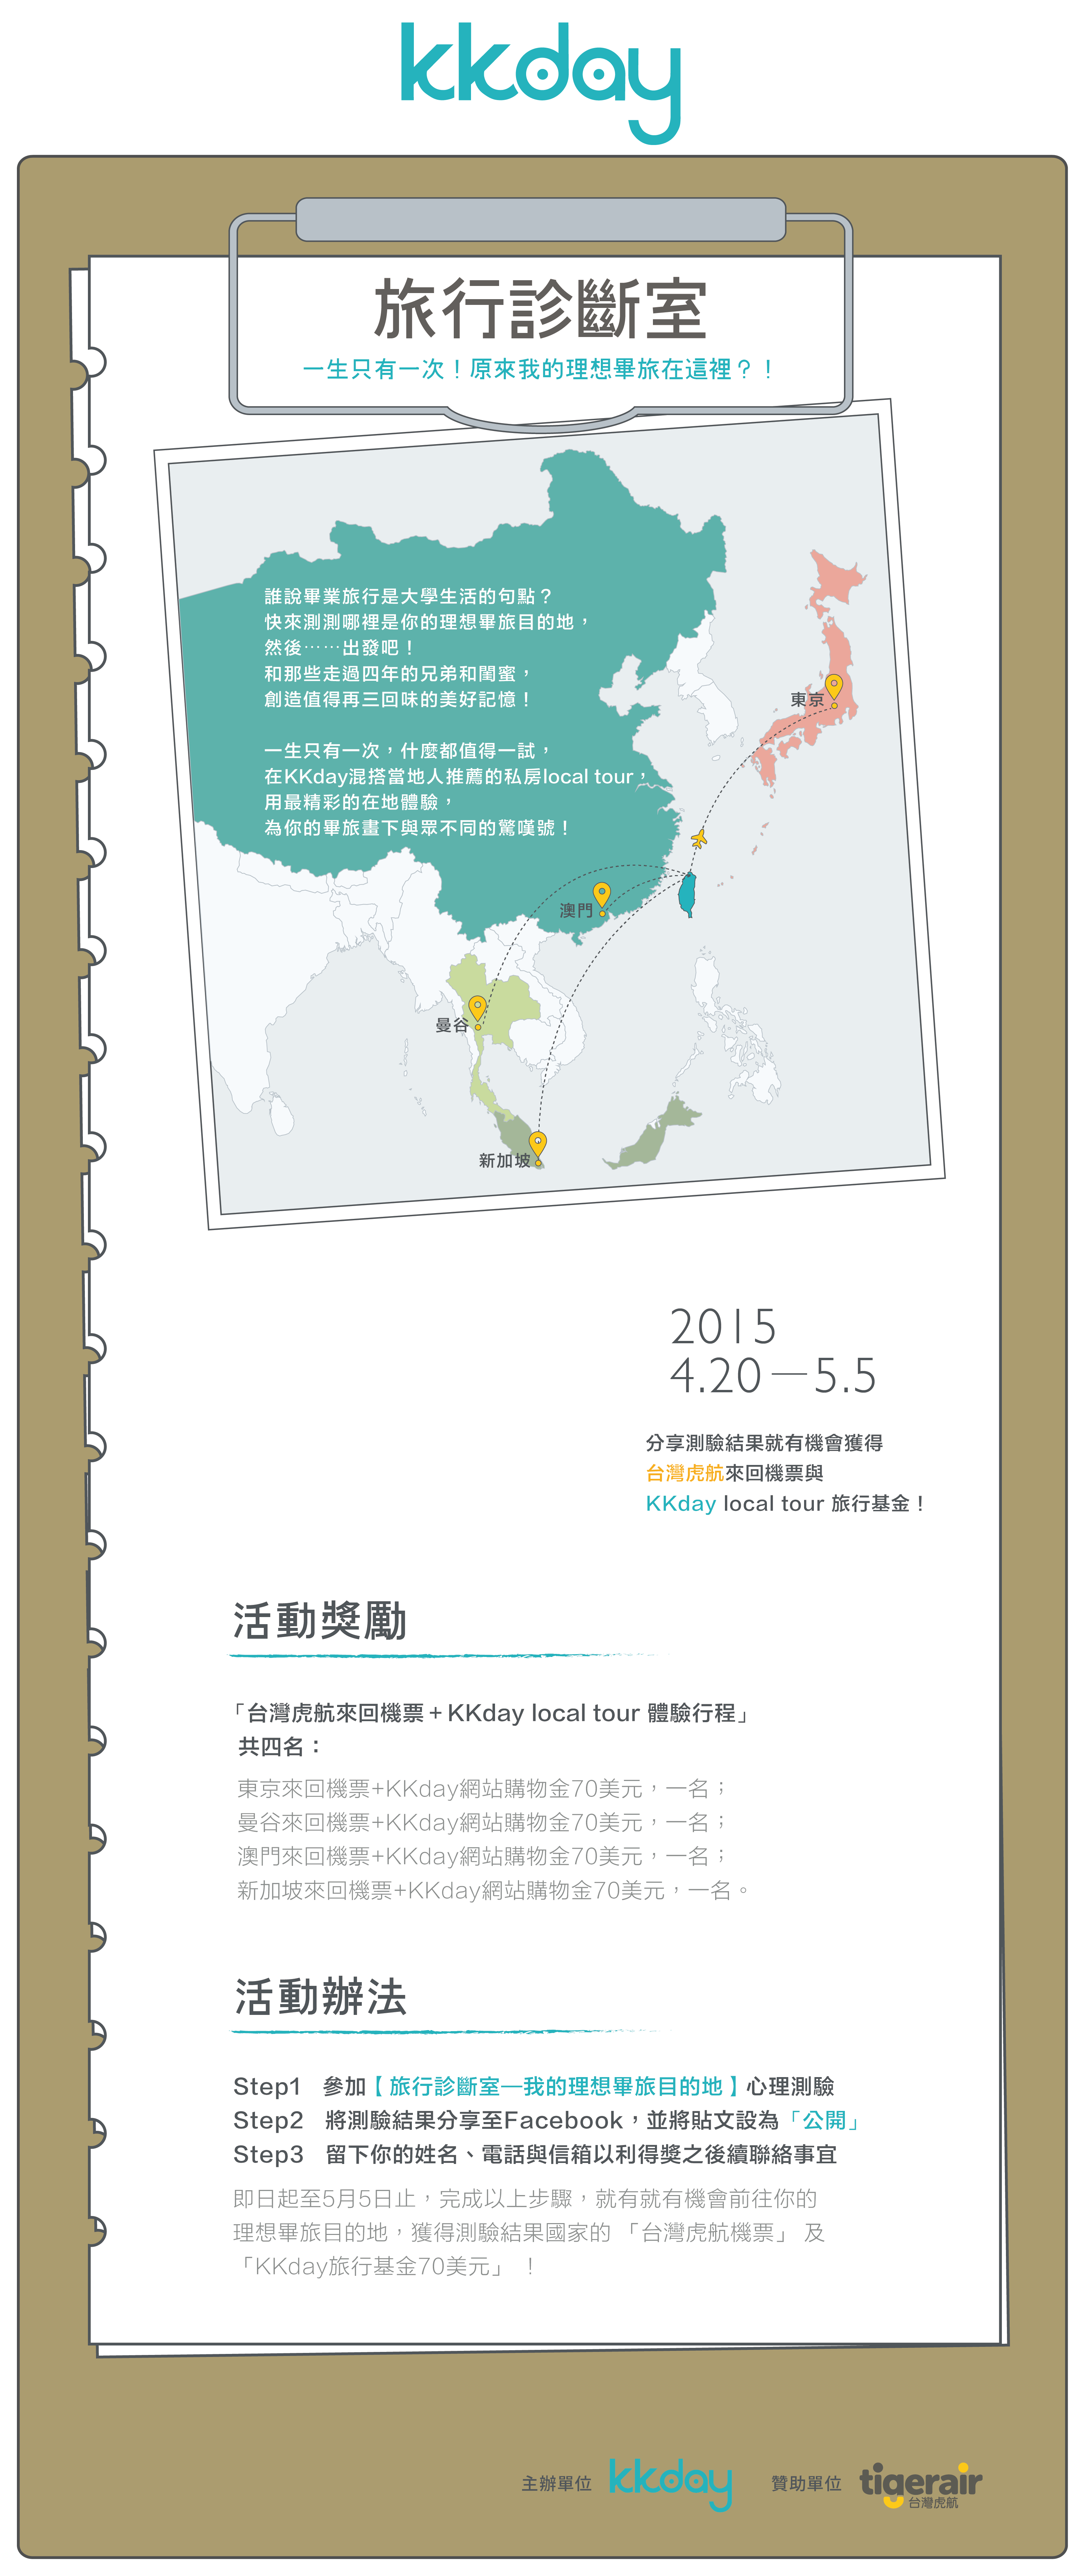 kkday
旅行診斷室
一生只有一次！原來我的理想畢旅在這裡？！
誰說畢業旅行是大學生活的句點？
快來測測哪裡是你的理想畢旅目的地，
然後⋯⋯出發吧！
和那些走過四年的兄弟和閨蜜，
創造值得再三回味的美好記憶！
一生只有一次，什麼都值得一試，
在KKday混搭當地人推薦的私房local tour，
用最精彩的在地體驗，
為你的畢旅畫下與眾不同的驚嘆號！
東京
澳門
曼谷
新加坡
2015
4.20—5.5
分享測驗結果就有機會獲得
台灣虎航來回機票與
KKday local tour 旅行基金！
活動獎勵
「台灣虎航來回機票＋KKday local tour 體驗行程」
共四名：
東京來回機票+KKday網站購物金70美元，一名；
曼谷來回機票+KKday網站購物金70美元，一名；
澳門來回機票+KKday網站購物金70美元，一名；
新加坡來回機票+KKday網站購物金70美元，一名。
活動辦法
Step1 參加【旅行診斷室—我的理想畢旅目的地】心理測驗
Step2 將測驗結果分享至Facebook，並將貼文設為「公開」
Step3 留下你的姓名、電話與信箱以利得獎之後續聯絡事宜
即日起至5月5日止，完成以上步驟，就有就有機會前往你的
理想畢旅目的地，獲得測驗結果國家的 「台灣虎航機票」 及
「KKday旅行基金70美元」 ！
主辦單位 kkday 贊助單位 tigerair
台灣虎航